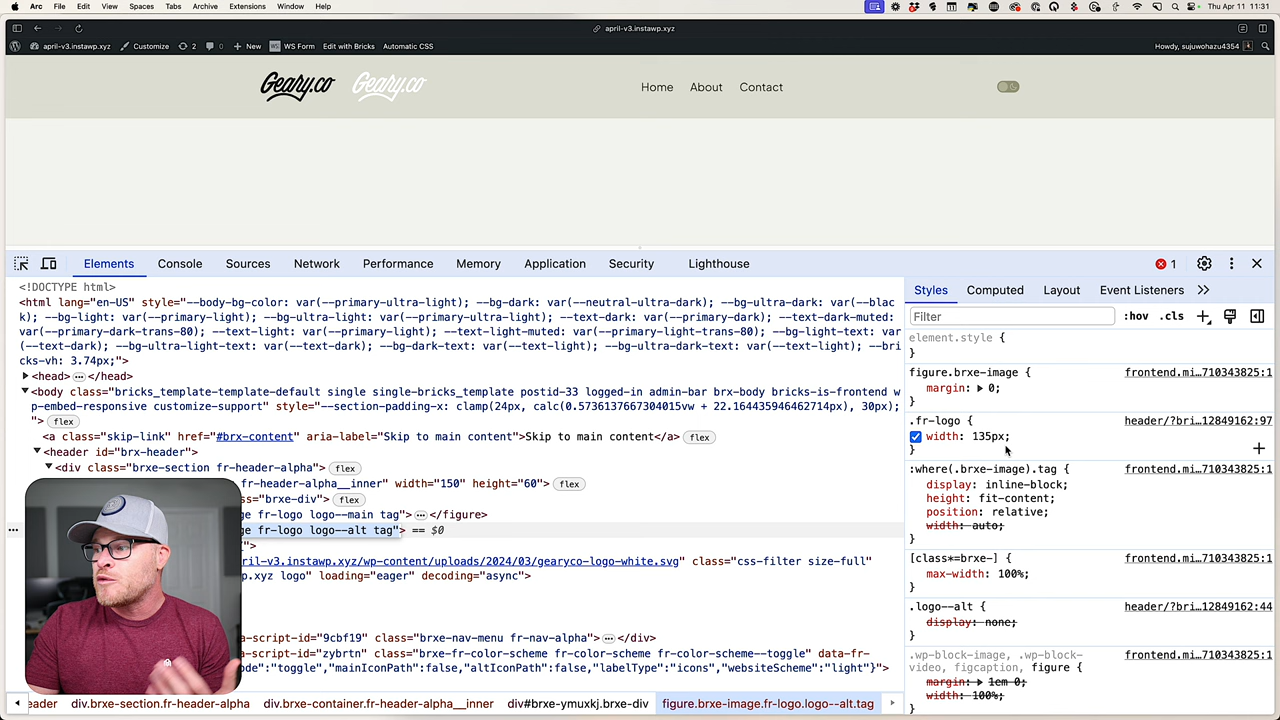 Arc File Edit View Spaces Tabs Archive Extensions Window Help Thu Apr 11 11:31
april-v3.instawp.xyz
april-v3.instawp.xyz Customize 2 0 New WS Form Edit with Bricks Automatic CSS Howdy, sujuwohazu4354
Geary.co Geary.co Home About Contact
Elements Console Sources Network Performance Memory Application Security Lighthouse 1
<!DOCTYPE html>
<html lang="en-US" style="--body-bg-color: var(--primary-ultra-light); --bg-dark: var(--neutral-ultra-dark); --bg-ultra-dark: var(--blac
k); --bg-light: var(--primary-ultra-light); --bg-ultra-light: var(--primary-ultra-light); --text-dark: var(--primary-dark); --text-dark-muted:
var(--primary-dark-trans-80); --text-light: var(--primary-light); --text-light-muted: var(--primary-light-trans-80); --bg-light-text: var(--text-
dark); --bg-ultra-light-text: var(--text-dark); --bg-dark-text: var(--text-light); --bg-ultra-dark-text: var(--text-light);" class="
<head> ⋯ </head>
<body class="bricks_template-template-default single single-bricks_template postid-33 logged-in admin-bar brx-body bricks-is-frontend w
p-embed-responsive customize-support" style="--section-padding-x: clamp(24px, calc(0.5736137667304015vw + 22.164435946462714px), 30px);
flex
<a class="skip-link" href="#brx-content" aria-label="Skip to main content">Skip to main content</a> flex
<header id="brx-header">
<div class="brxe-section fr-header-alpha"> flex
fr-header-alpha__inner" width="150" height="60"> flex
ass="brxe-div"> flex
ge fr-logo logo--main tag"> ⋯ </figure>
ge fr-logo logo--alt tag"> == $0
">
ril-v3.instawp.xyz/wp-content/uploads/2024/03/gearyco-logo-white.svg" class="css-filter size-full"
p.xyz logo" loading="eager" decoding="async">
a-script-id="9cbf19" class="brxe-nav-menu fr-nav-alpha"> ⋯ </div>
a-script-id="zybrtn" class="brxe-fr-color-scheme fr-color-scheme fr-color-scheme--toggle" data-fr-
ode":"toggle","mainIconPath":false,"altIconPath":false,"labelType":"icons","websiteScheme":"light"}">
eader div.brxe-section.fr-header-alpha div.brxe-container.fr-header-alpha__inner div#brxe-ymuxkj.brxe-div figure.brxe-image.fr-logo.logo--alt.tag
Styles Computed Layout Event Listeners
Filter :hov .cls
element.style {
}
figure.brxe-image { frontend.mi…710343825:1
margin: 0;
}
.fr-logo { header/?bri…12849162:97
width: 135px;
}
:where(.brxe-image).tag { frontend.mi…710343825:1
display: inline-block;
height: fit-content;
position: relative;
width: auto;
}
[class*=brxe-] { frontend.mi…710343825:1
max-width: 100%;
}
.logo--alt { header/?bri…12849162:44
display: none;
}
.wp-block-image, .wp-block- frontend.mi…710343825:1
video, figcaption, figure {
margin: 1em 0;
width: 100%;